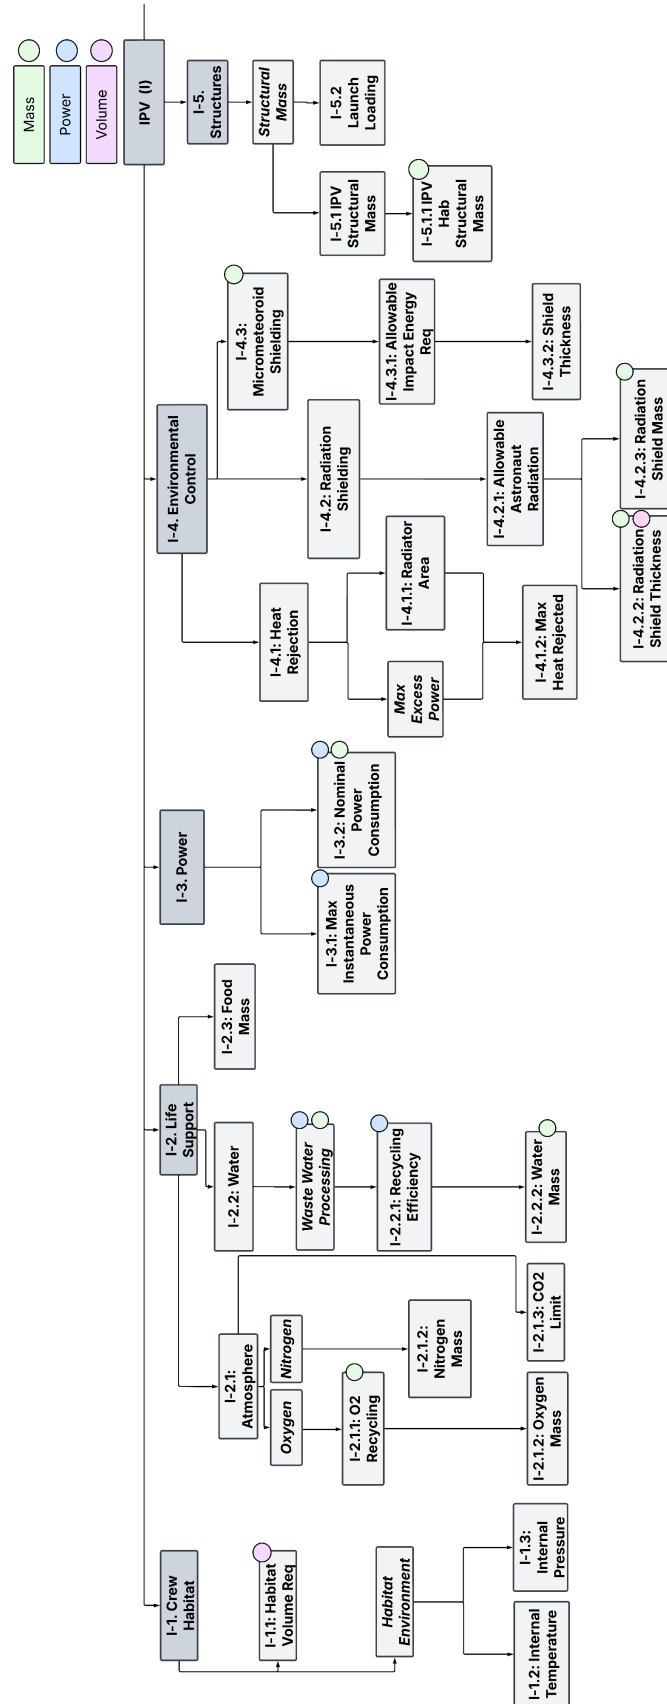 Mass
Power
Volume
IPV (I)
I-5.
Structures
Structural
Mass
I-5.2
Launch
Loading
I-5.1 IPV
Structural
Mass
I-5.1.1 IPV
Hab
Structural
Mass
I-4. Environmental
Control
I-4.3:
Micrometeoroid
Shielding
I-4.3.1: Allowable
Impact Energy
Req
I-4.3.2: Shield
Thickness
I-4.2: Radiation
Shielding
I-4.2.1: Allowable
Astronaut
Radiation
I-4.2.3: Radiation
Shield Mass
I-4.2.2: Radiation
Shield Thickness
I-4.1: Heat
Rejection
I-4.1.1: Radiator
Area
Max
Excess
Power
I-4.1.2: Max
Heat Rejected
I-3. Power
I-3.2: Nominal
Power
Consumption
I-3.1: Max
Instantaneous
Power
Consumption
I-2. Life
Support
I-2.3: Food
Mass
I-2.2: Water
Waste Water
Processing
I-2.2.1: Recycling
Efficiency
I-2.2.2: Water
Mass
I-2.1:
Atmosphere
Nitrogen
Oxygen
I-2.1.2:
Nitrogen
Mass
I-2.1.1: O2
Recycling
I-2.1.3: CO2
Limit
I-2.1.2: Oxygen
Mass
I-1. Crew
Habitat
I-1.1: Habitat
Volume Req
Habitat
Environment
I-1.3:
Internal
Pressure
I-1.2: Internal
Temperature